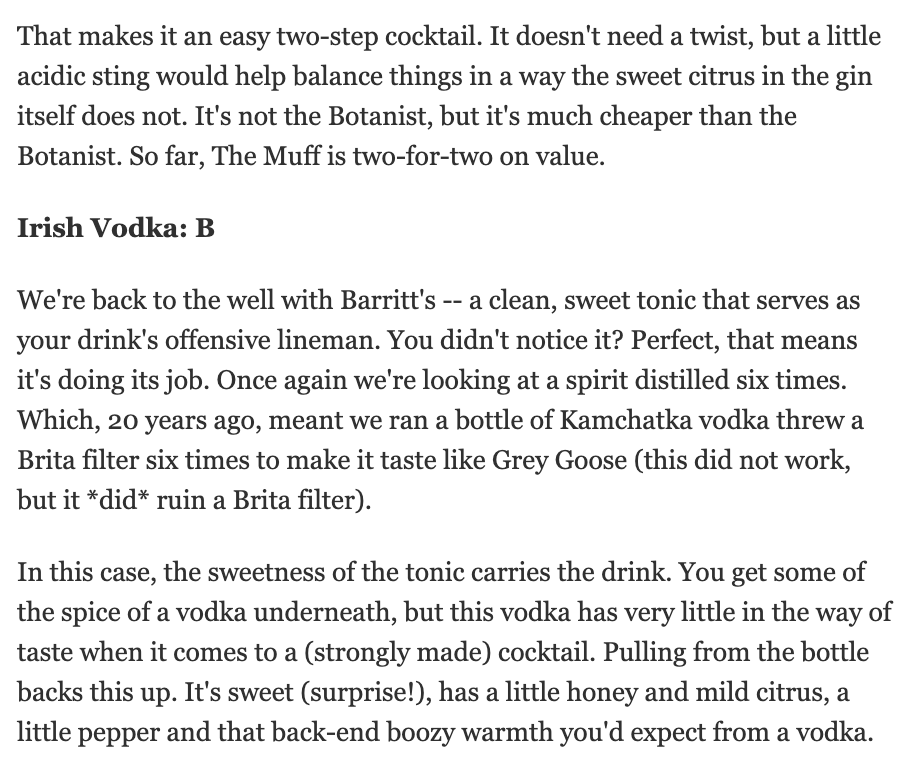 That makes it an easy two-step cocktail. It doesn't need a twist, but a little
acidic sting would help balance things in a way the sweet citrus in the gin
itself does not. It's not the Botanist, but it's much cheaper than the
Botanist. So far, The Muff is two-for-two on value.
Irish Vodka: B
We're back to the well with Barritt's -- a clean, sweet tonic that serves as
your drink's offensive lineman. You didn't notice it? Perfect, that means
it's doing its job. Once again we're looking at a spirit distilled six times.
Which, 20 years ago, meant we ran a bottle of Kamchatka vodka threw a
Brita filter six times to make it taste like Grey Goose (this did not work,
but it *did* ruin a Brita filter).
In this case, the sweetness of the tonic carries the drink. You get some of
the spice of a vodka underneath, but this vodka has very little in the way of
taste when it comes to a (strongly made) cocktail. Pulling from the bottle
backs this up. It's sweet (surprise!), has a little honey and mild citrus, a
little pepper and that back-end boozy warmth you'd expect from a vodka.